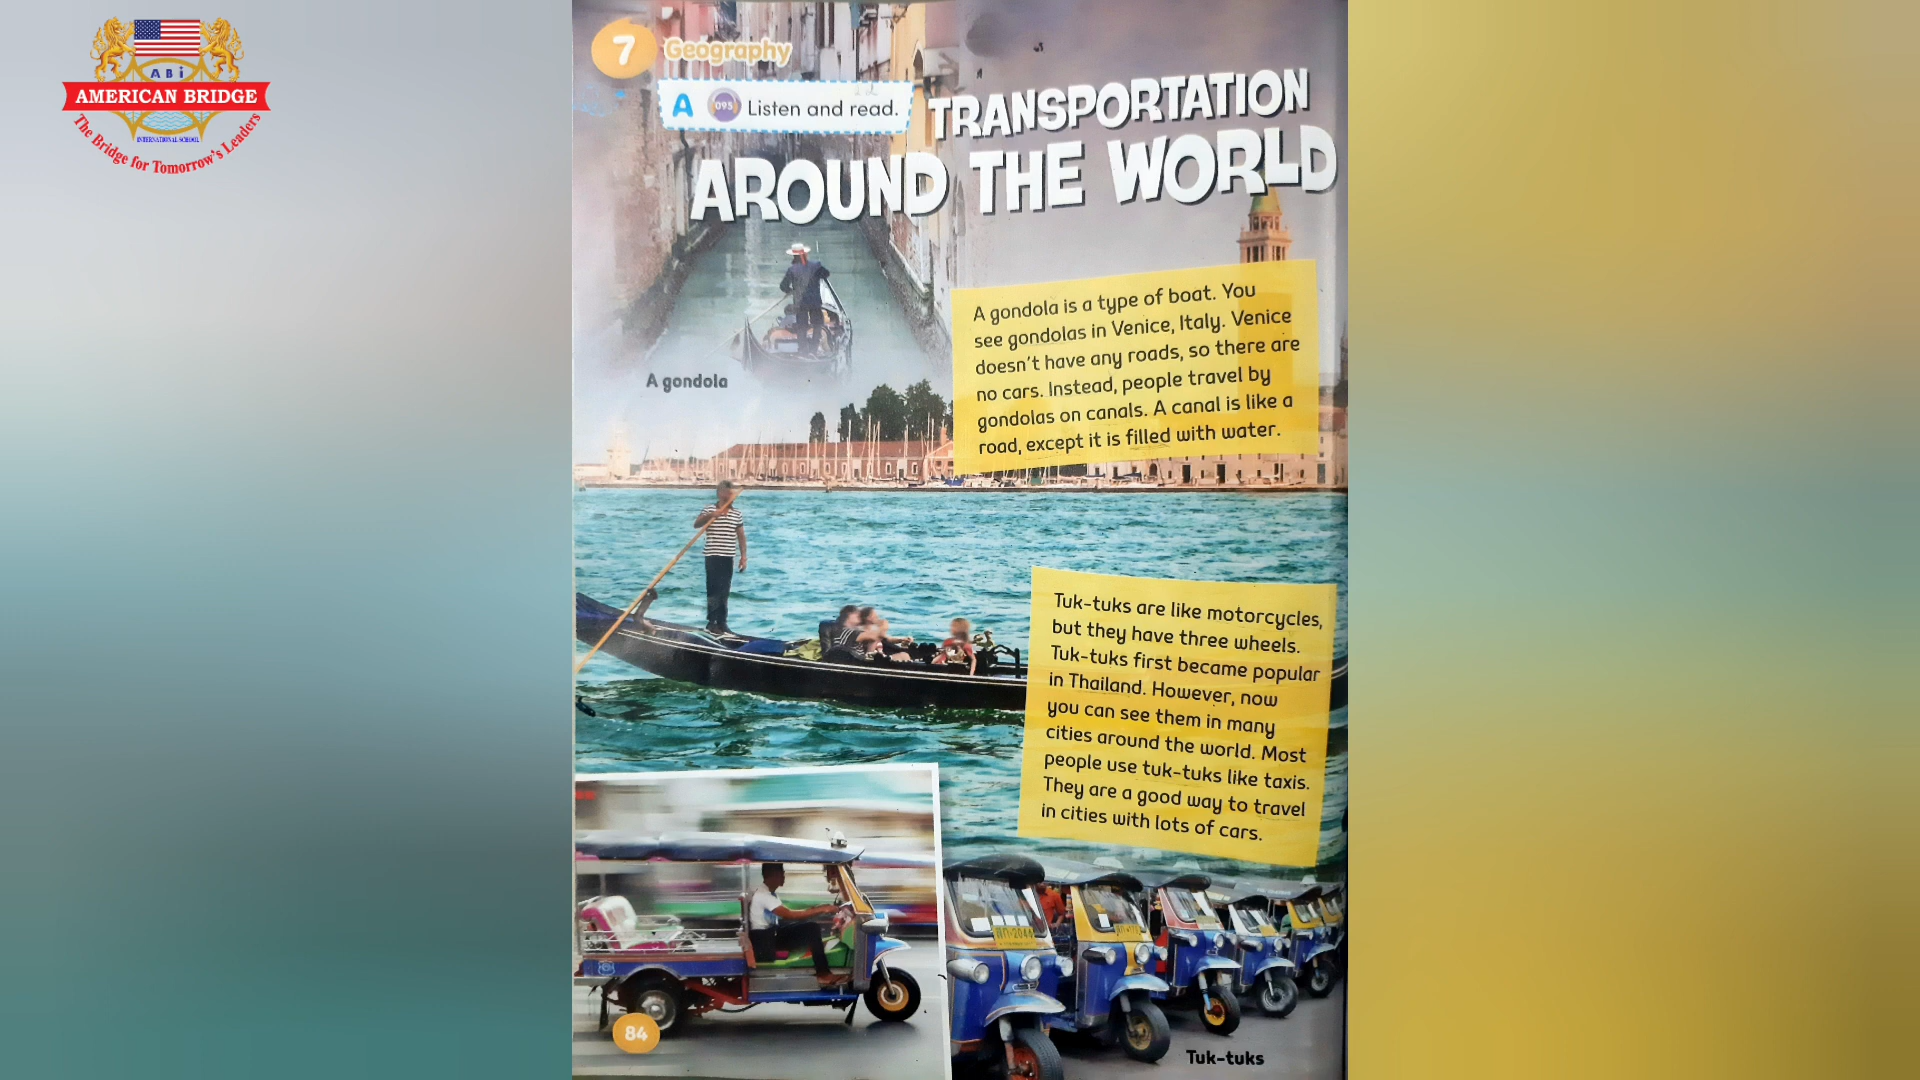 ABi
AMERICAN BRIDGE
INTERNATIONAL SCHOOL
The Bridge for Tomorrow's Leaders
7 Geography
A 095 Listen and read.
TRANSPORTATION
AROUND THE WORLD
A gondola is a type of boat. You
see gondolas in Venice, Italy. Venice
doesn't have any roads, so there are
no cars. Instead, people travel by
gondolas on canals. A canal is like a
road, except it is filled with water.
A gondola
Tuk-tuks are like motorcycles,
but they have three wheels.
Tuk-tuks first became popular
in Thailand. However, now
you can see them in many
cities around the world. Most
people use tuk-tuks like taxis.
They are a good way to travel
in cities with lots of cars.
84
Tuk-tuks